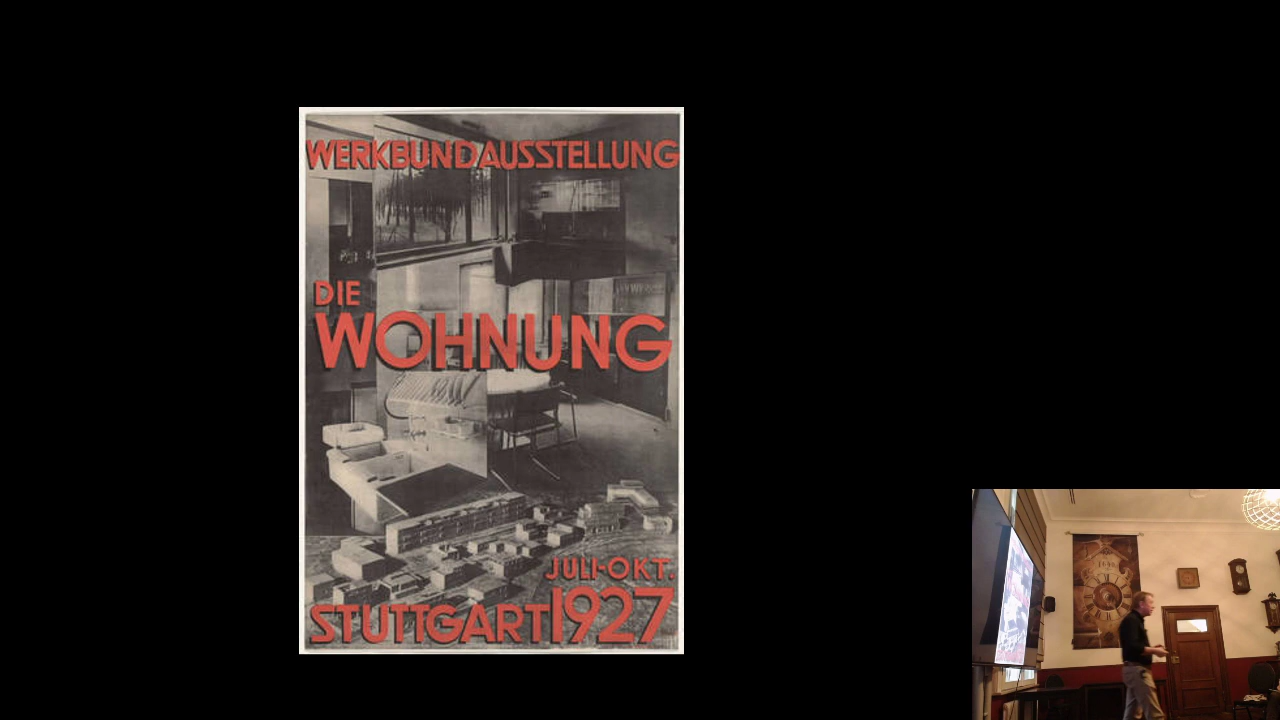 WERKBUNDAUSSTELLUNG
DIE
WOHNUNG
JULI-OKT.
STUTTGART 1927